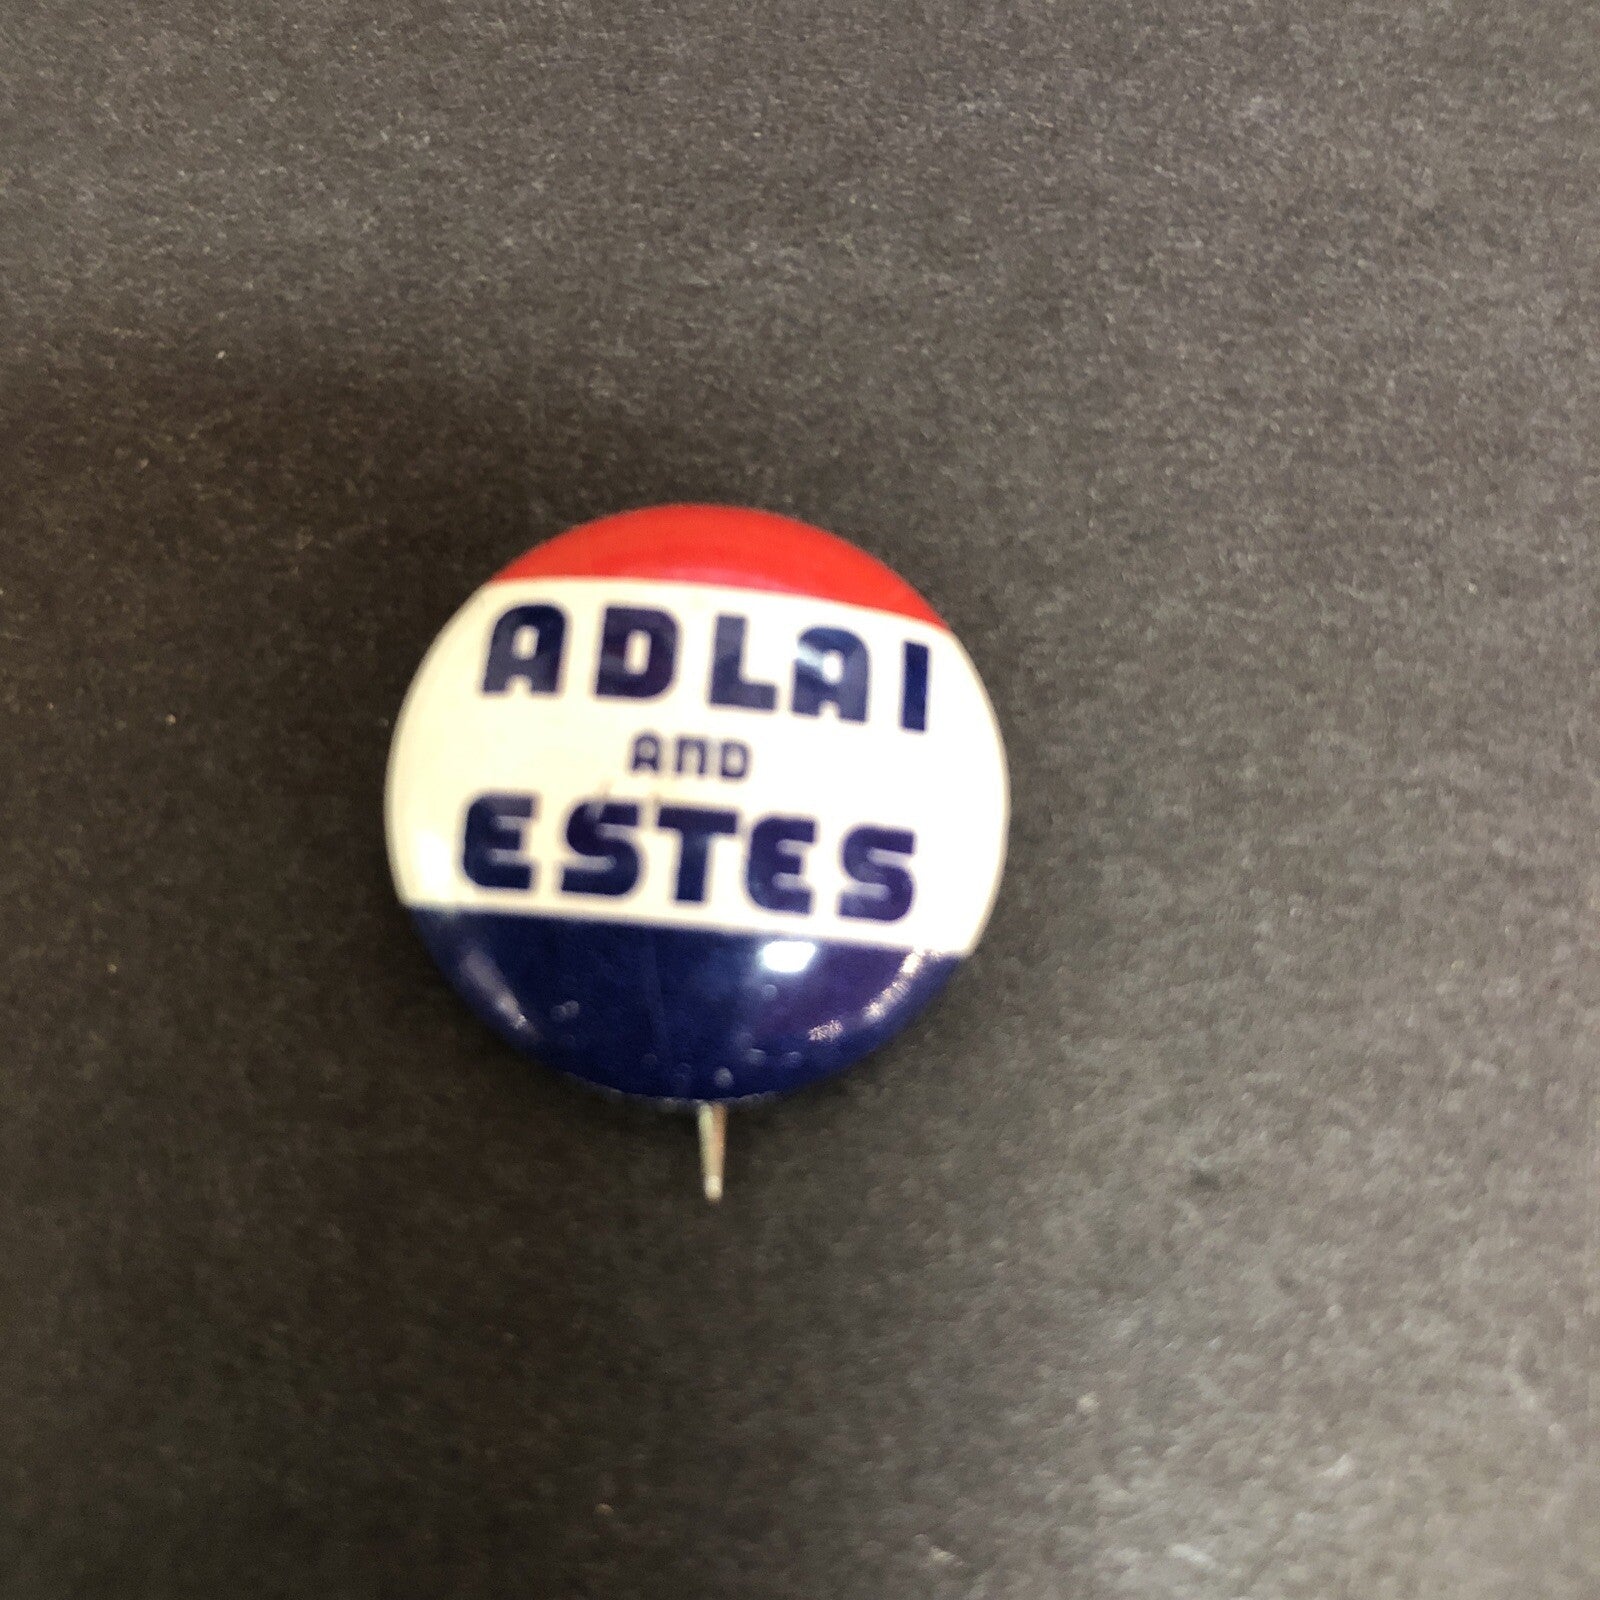 ADLAI
AND
ESTES